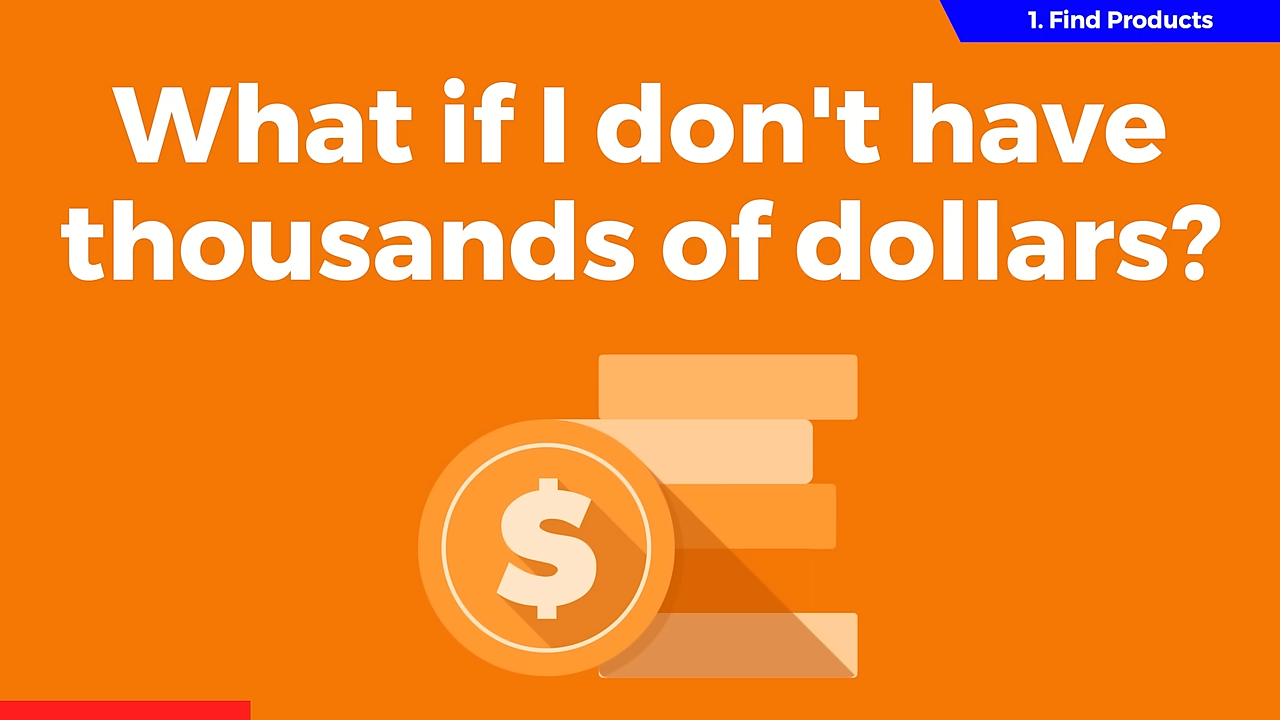 1. Find Products
What if I don't have
thousands of dollars?
$